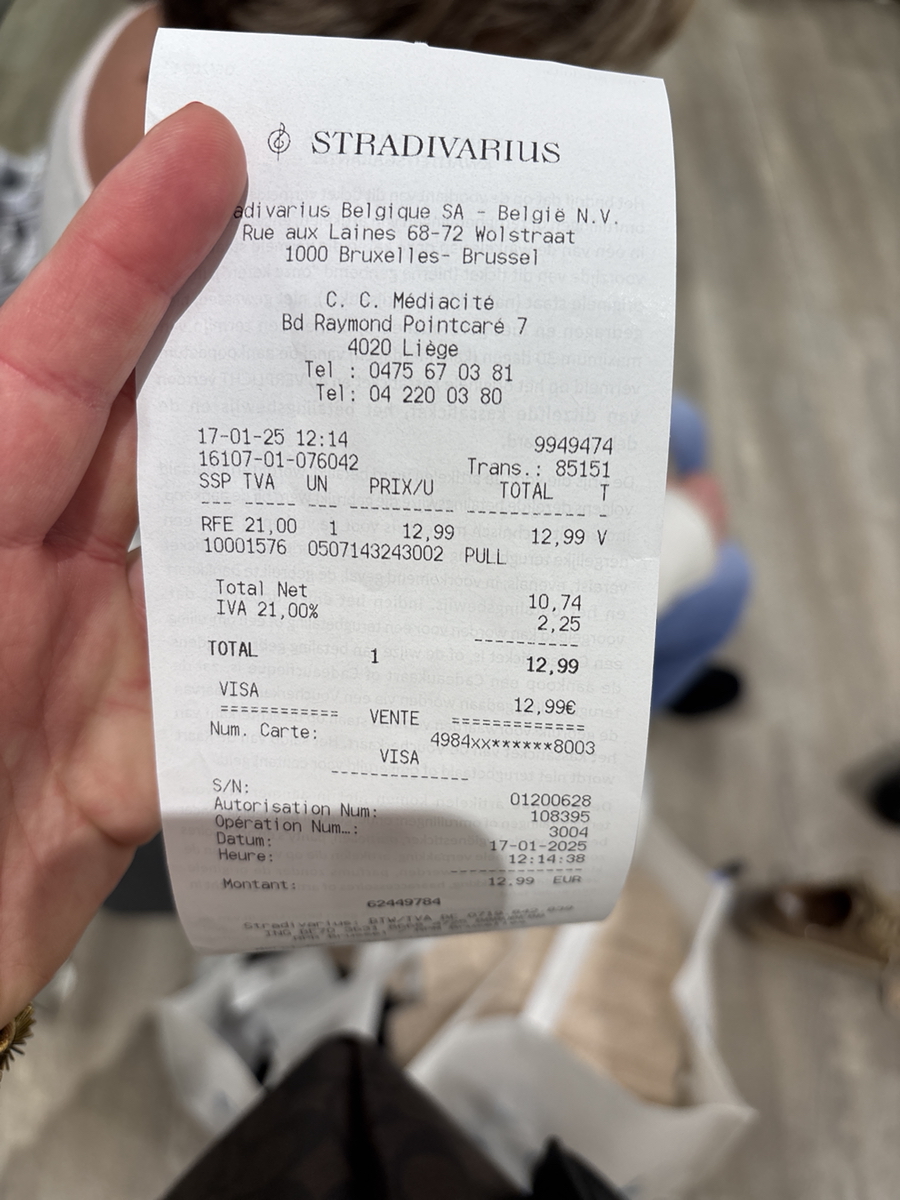 STRADIVARIUS
adivarius Belgique SA - België N.V.
Rue aux Laines 68-72 Wolstraat
1000 Bruxelles- Brussel
C. C. Médiacité
Bd Raymond Pointcaré 7
4020 Liège
Tel : 0475 67 03 81
Tel: 04 220 03 80
17-01-25 12:14 9949474
16107-01-076042 Trans.: 85151
SSP TVA UN PRIX/U TOTAL T
RFE 21,00 1 12,99 12,99 V
10001576 0507143243002 PULL
Total Net 10,74
IVA 21,00% 2,25
TOTAL 1 12,99
VISA 12,99€
============ VENTE =============
Num. Carte: 4984xx******8003
VISA
S/N: 01200628
Autorisation Num: 108395
Opération Num…: 3004
Datum: 17-01-2025
Heure: 12:14:38
Montant: 12,99 EUR
62449784
Stradivarius: BTW/IVA BE